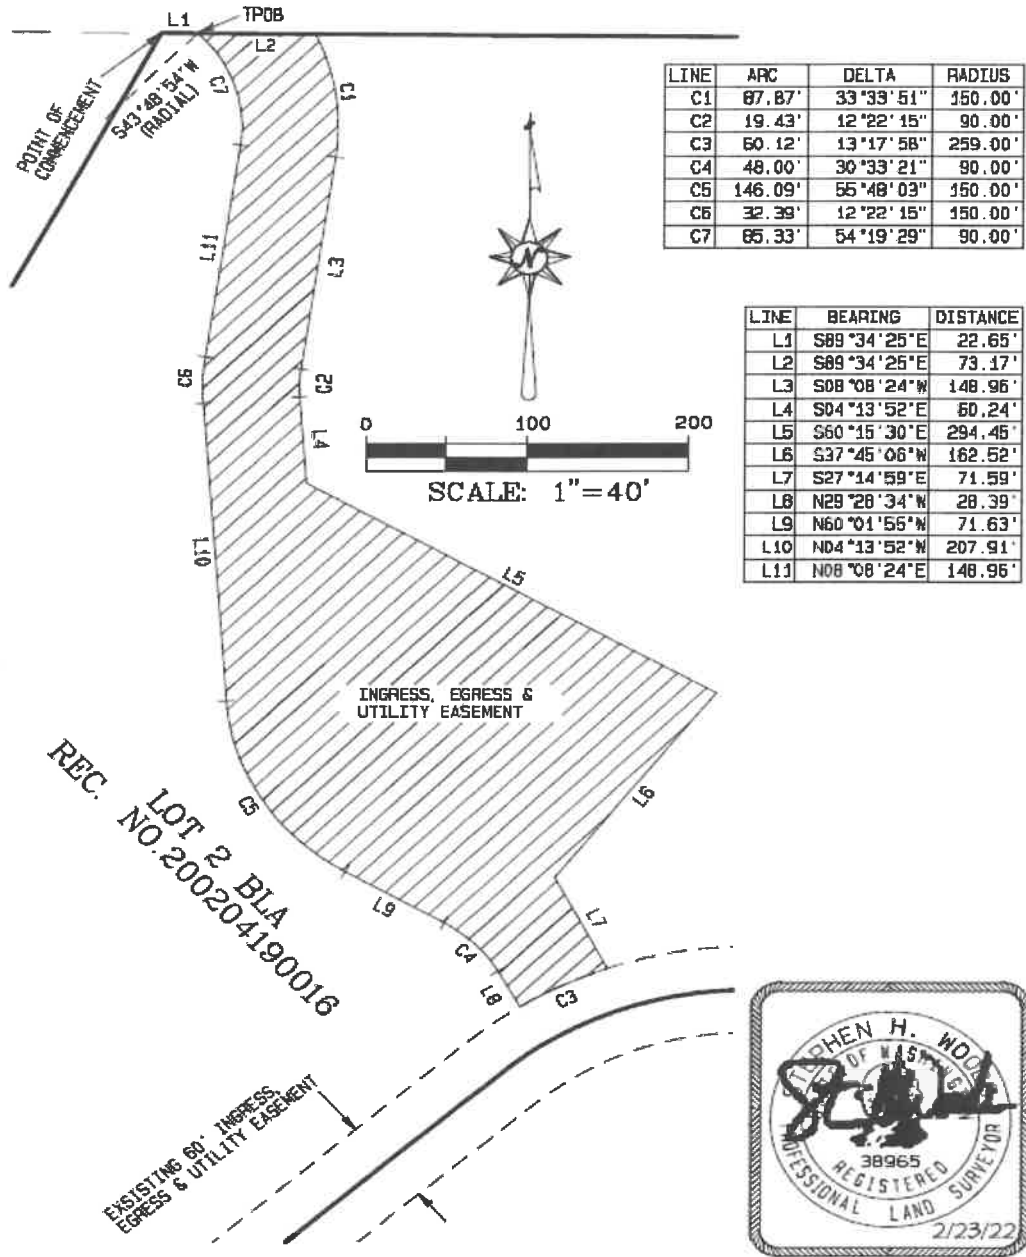 L1
TPOB
L2
POINT OF
COMMENCEMENT
S43°48'54"W
(RADIAL)
C7
C1
L11
L3
C6
C2
L4
L10
L5
INGRESS, EGRESS &
UTILITY EASEMENT
L6
C5
L9
C4
L7
L8
C3
LOT 2 BLA
REC. NO.200204190016
EXSISTING 60' INGRESS,
EGRESS & UTILITY EASEMENT
N
0 100 200
SCALE: 1"=40'
LINE ARC DELTA RADIUS
C1 87.87' 33°33'51" 150.00'
C2 19.43' 12°22'15" 90.00'
C3 60.12' 13°17'58" 259.00'
C4 48.00' 30°33'21" 90.00'
C5 146.09' 55°48'03" 150.00'
C6 32.39' 12°22'15" 150.00'
C7 85.33' 54°19'29" 90.00'
LINE BEARING DISTANCE
L1 S89°34'25"E 22.65'
L2 S89°34'25"E 73.17'
L3 S08°08'24"W 148.96'
L4 S04°13'52"E 60.24'
L5 S60°15'30"E 294.45'
L6 S37°45'06"W 162.52'
L7 S27°14'59"E 71.59'
L8 N29°28'34"W 28.39'
L9 N60°01'55"W 71.63'
L10 N04°13'52"W 207.91'
L11 N08°08'24"E 148.96'
STEPHEN H.
OF
38965
REGISTERED
PROFESSIONAL LAND SURVEYOR
2/23/22